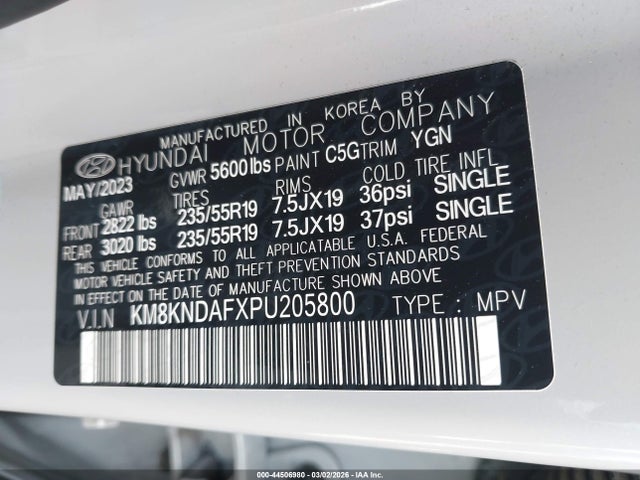 MANUFACTURED IN KOREA BY
HYUNDAI MOTOR COMPANY
MAY/2023 GVWR 5600lbs PAINT C5G TRIM YGN
GAWR TIRES RIMS COLD TIRE INFL
FRONT 2822 lbs 235/55R19 7.5JX19 36psi SINGLE
REAR 3020 lbs 235/55R19 7.5JX19 37psi SINGLE
THIS VEHICLE CONFORMS TO ALL APPLICATABLE U.S.A. FEDERAL
MOTOR VEHICLE SAFETY AND THEFT PREVENTION STANDARDS
IN EFFECT ON THE DATE OF MANUFACTURE SHOWN ABOVE.
V.I.N KM8KNDAFXPU205800 TYPE : MPV
000-44506980 - 03/02/2026 - IAA Inc.